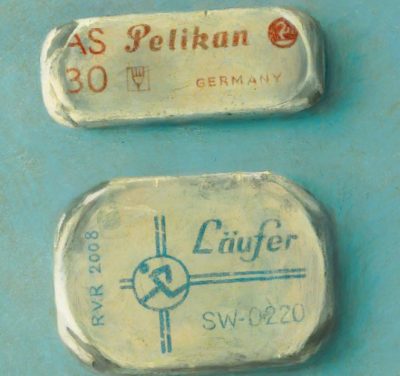 AS Pelikan
30 GERMANY
RVR 2008
Läufer
SW-0220